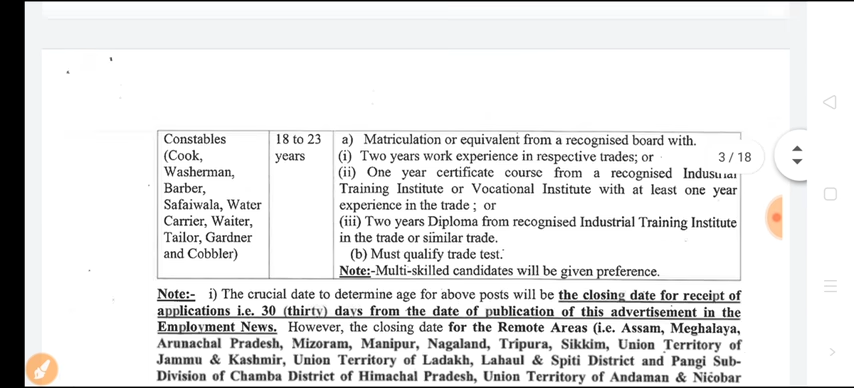 Constables 18 to 23 a) Matriculation or equivalent from a recognised board with.
(Cook, years (i) Two years work experience in respective trades; or 3 / 18
Washerman, (ii) One year certificate course from a recognised Industrial
Barber, Training Institute or Vocational Institute with at least one year
Safaiwala, Water experience in the trade ; or
Carrier, Waiter, (iii) Two years Diploma from recognised Industrial Training Institute
Tailor, Gardner in the trade or similar trade.
and Cobbler) (b) Must qualify trade test.
Note:-Multi-skilled candidates will be given preference.
Note:- i) The crucial date to determine age for above posts will be the closing date for receipt of
applications i.e. 30 (thirty) days from the date of publication of this advertisement in the
Employment News. However, the closing date for the Remote Areas (i.e. Assam, Meghalaya,
Arunachal Pradesh, Mizoram, Manipur, Nagaland, Tripura, Sikkim, Union Territory of
Jammu & Kashmir, Union Territory of Ladakh, Lahaul & Spiti District and Pangi Sub-
Division of Chamba District of Himachal Pradesh, Union Territory of Andaman & Nicobar